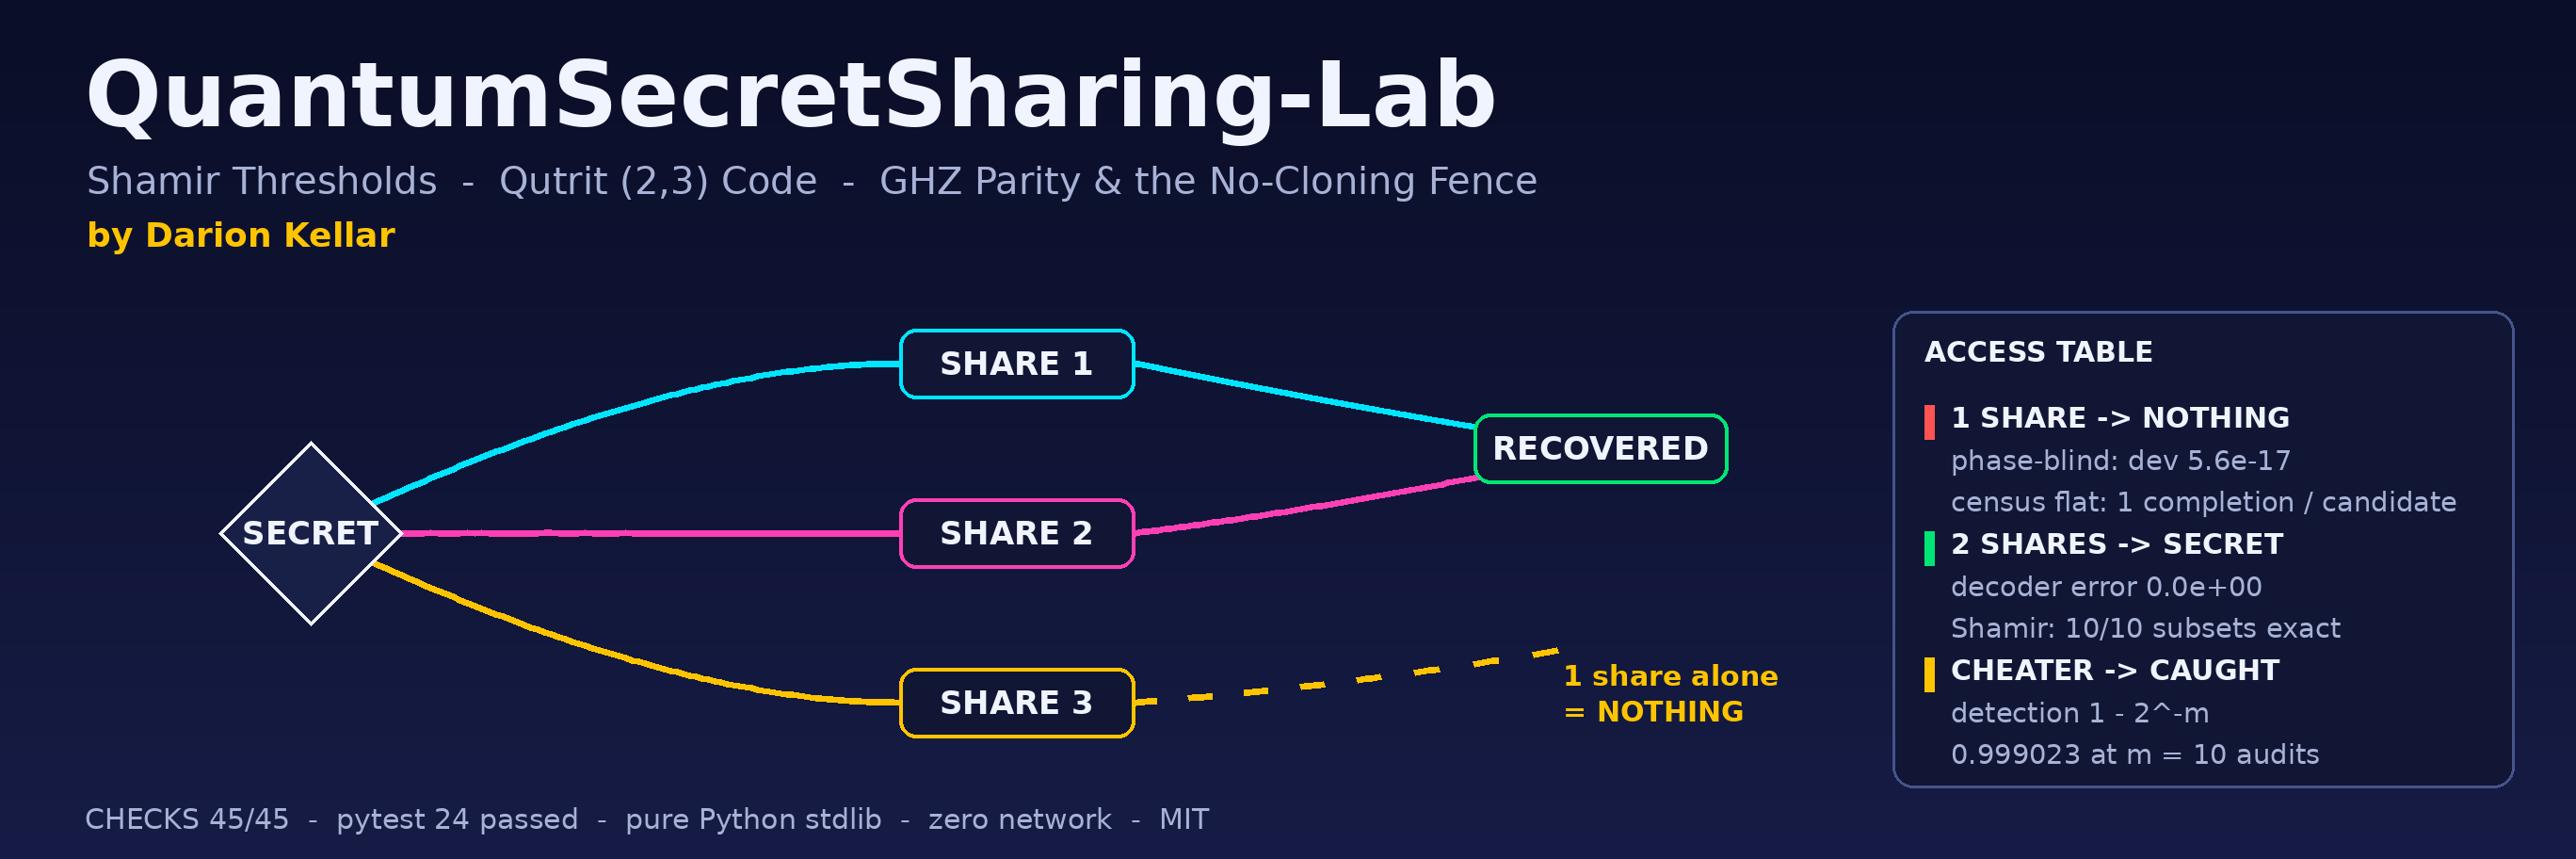 QuantumSecretSharing-Lab
Shamir Thresholds - Qutrit (2,3) Code - GHZ Parity & the No-Cloning Fence
by Darion Kellar
SECRET
SHARE 1
SHARE 2
SHARE 3
RECOVERED
1 share alone
= NOTHING
ACCESS TABLE
1 SHARE -> NOTHING
phase-blind: dev 5.6e-17
census flat: 1 completion / candidate
2 SHARES -> SECRET
decoder error 0.0e+00
Shamir: 10/10 subsets exact
CHEATER -> CAUGHT
detection 1 - 2^-m
0.999023 at m = 10 audits
CHECKS 45/45 - pytest 24 passed - pure Python stdlib - zero network - MIT